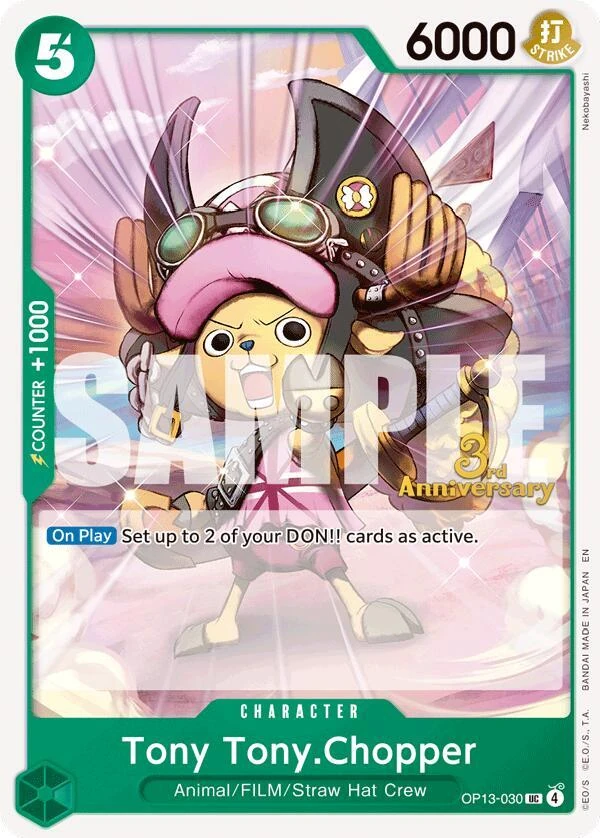 5
6000
打
STRIKE
Nekobayashi
COUNTER +1000
SAMPLE
3rd
Anniversary
On Play Set up to 2 of your DON!! cards as active.
CHARACTER
Tony Tony.Chopper
Animal/FILM/Straw Hat Crew
OP13-030 UC 4
©E.O/S ©E.O./S., T.A. BANDAI MADE IN JAPAN EN